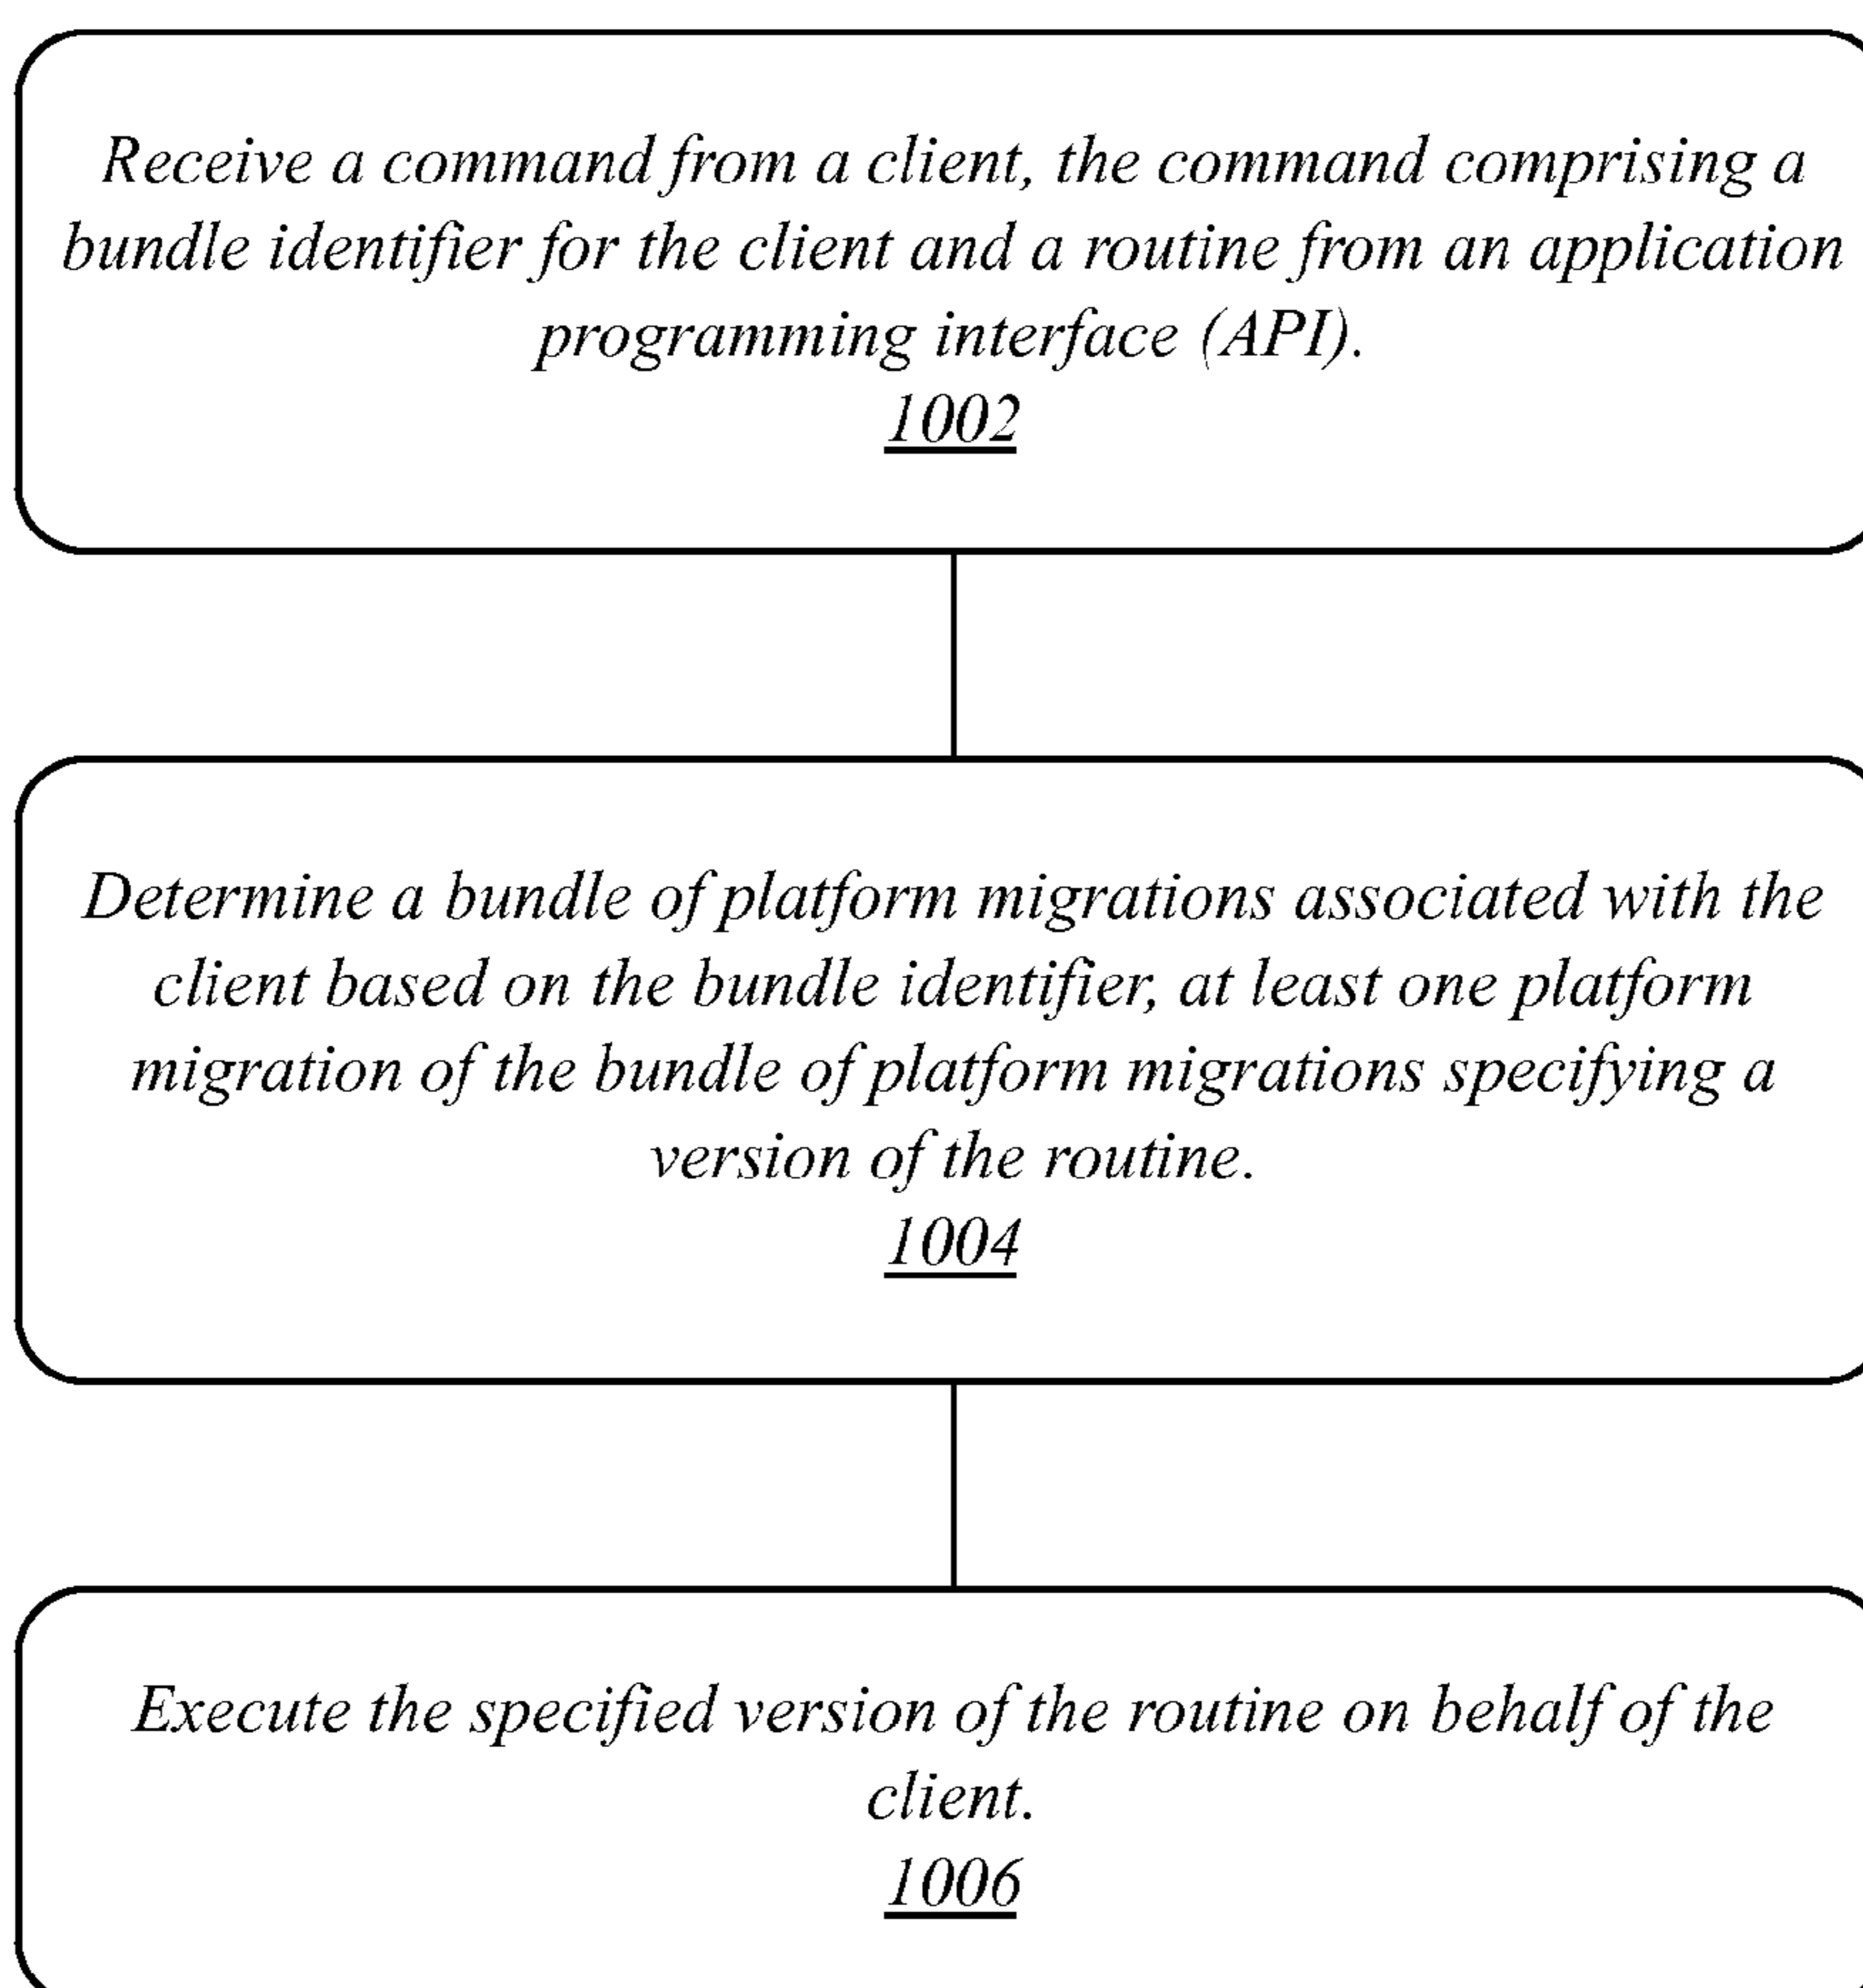 Receive a command from a client, the command comprising a
bundle identifier for the client and a routine from an application
programming interface (API).
1002
Determine a bundle of platform migrations associated with the
client based on the bundle identifier, at least one platform
migration of the bundle of platform migrations specifying a
version of the routine.
1004
Execute the specified version of the routine on behalf of the
client.
1006